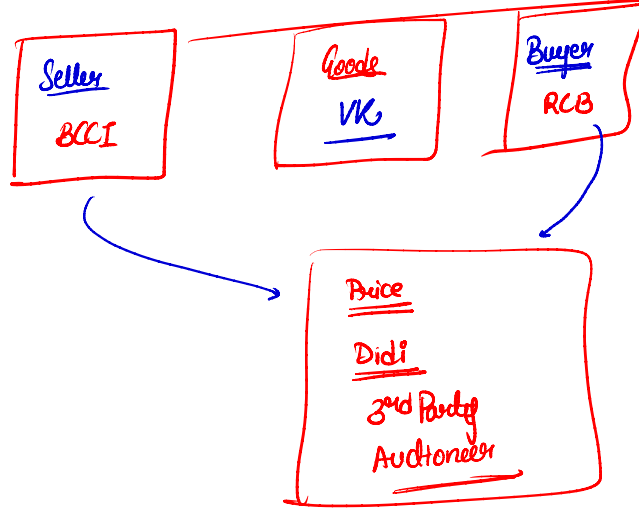 Seller
BCCI
Goods
VK
Buyer
RCB
Price
Didi
3rd Party
Auctioneer